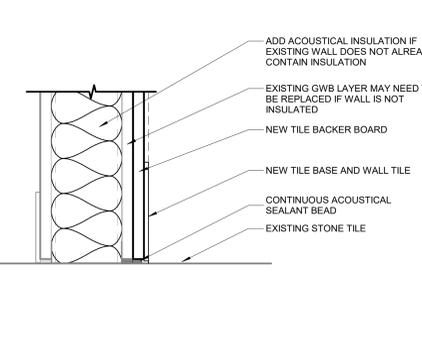 ADD ACOUSTICAL INSULATION IF
EXISTING WALL DOES NOT ALREA
CONTAIN INSULATION
EXISTING GWB LAYER MAY NEED
BE REPLACED IF WALL IS NOT
INSULATED
NEW TILE BACKER BOARD
NEW TILE BASE AND WALL TILE
CONTINUOUS ACOUSTICAL
SEALANT BEAD
EXISTING STONE TILE